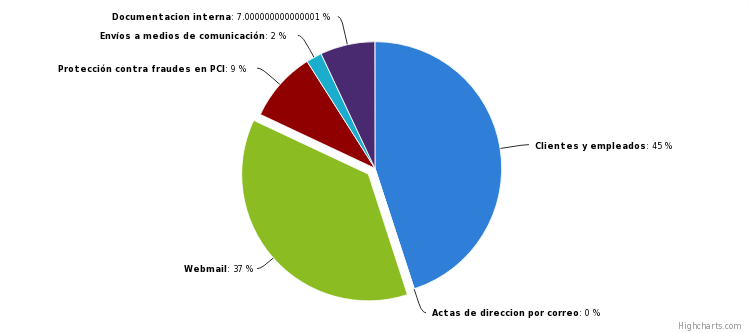 Documentacion interna: 7.000000000000001 %
Envíos a medios de comunicación: 2 %
Protección contra fraudes en PCI: 9 %
Clientes y empleados: 45 %
Webmail: 37 %
Actas de direccion por correo: 0 %
Highcharts.com